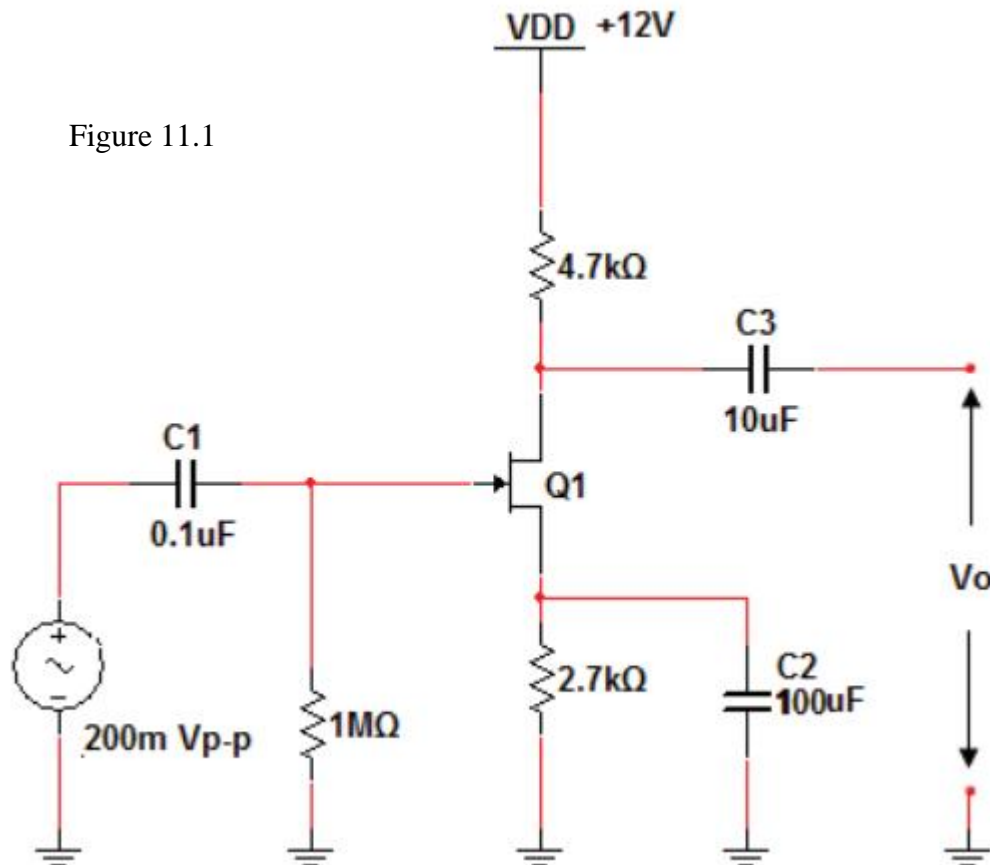 VDD +12V
Figure 11.1
4.7kΩ
C3
10uF
C1
0.1uF
Q1
Vo
+
−
200m Vp-p
1MΩ
2.7kΩ
C2
100uF